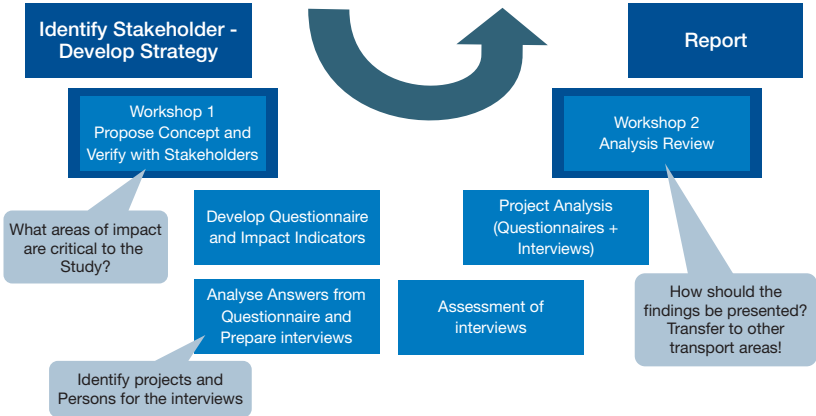 Identify Stakeholder -
Develop Strategy
Report
Workshop 1
Propose Concept and
Verify with Stakeholders
Workshop 2
Analysis Review
What areas of impact
are critical to the
Study?
Develop Questionnaire
and Impact Indicators
Project Analysis
(Questionnaires +
Interviews)
Analyse Answers from
Questionnaire and
Prepare interviews
Assessment of
interviews
How should the
findings be presented?
Transfer to other
transport areas!
Identify projects and
Persons for the interviews